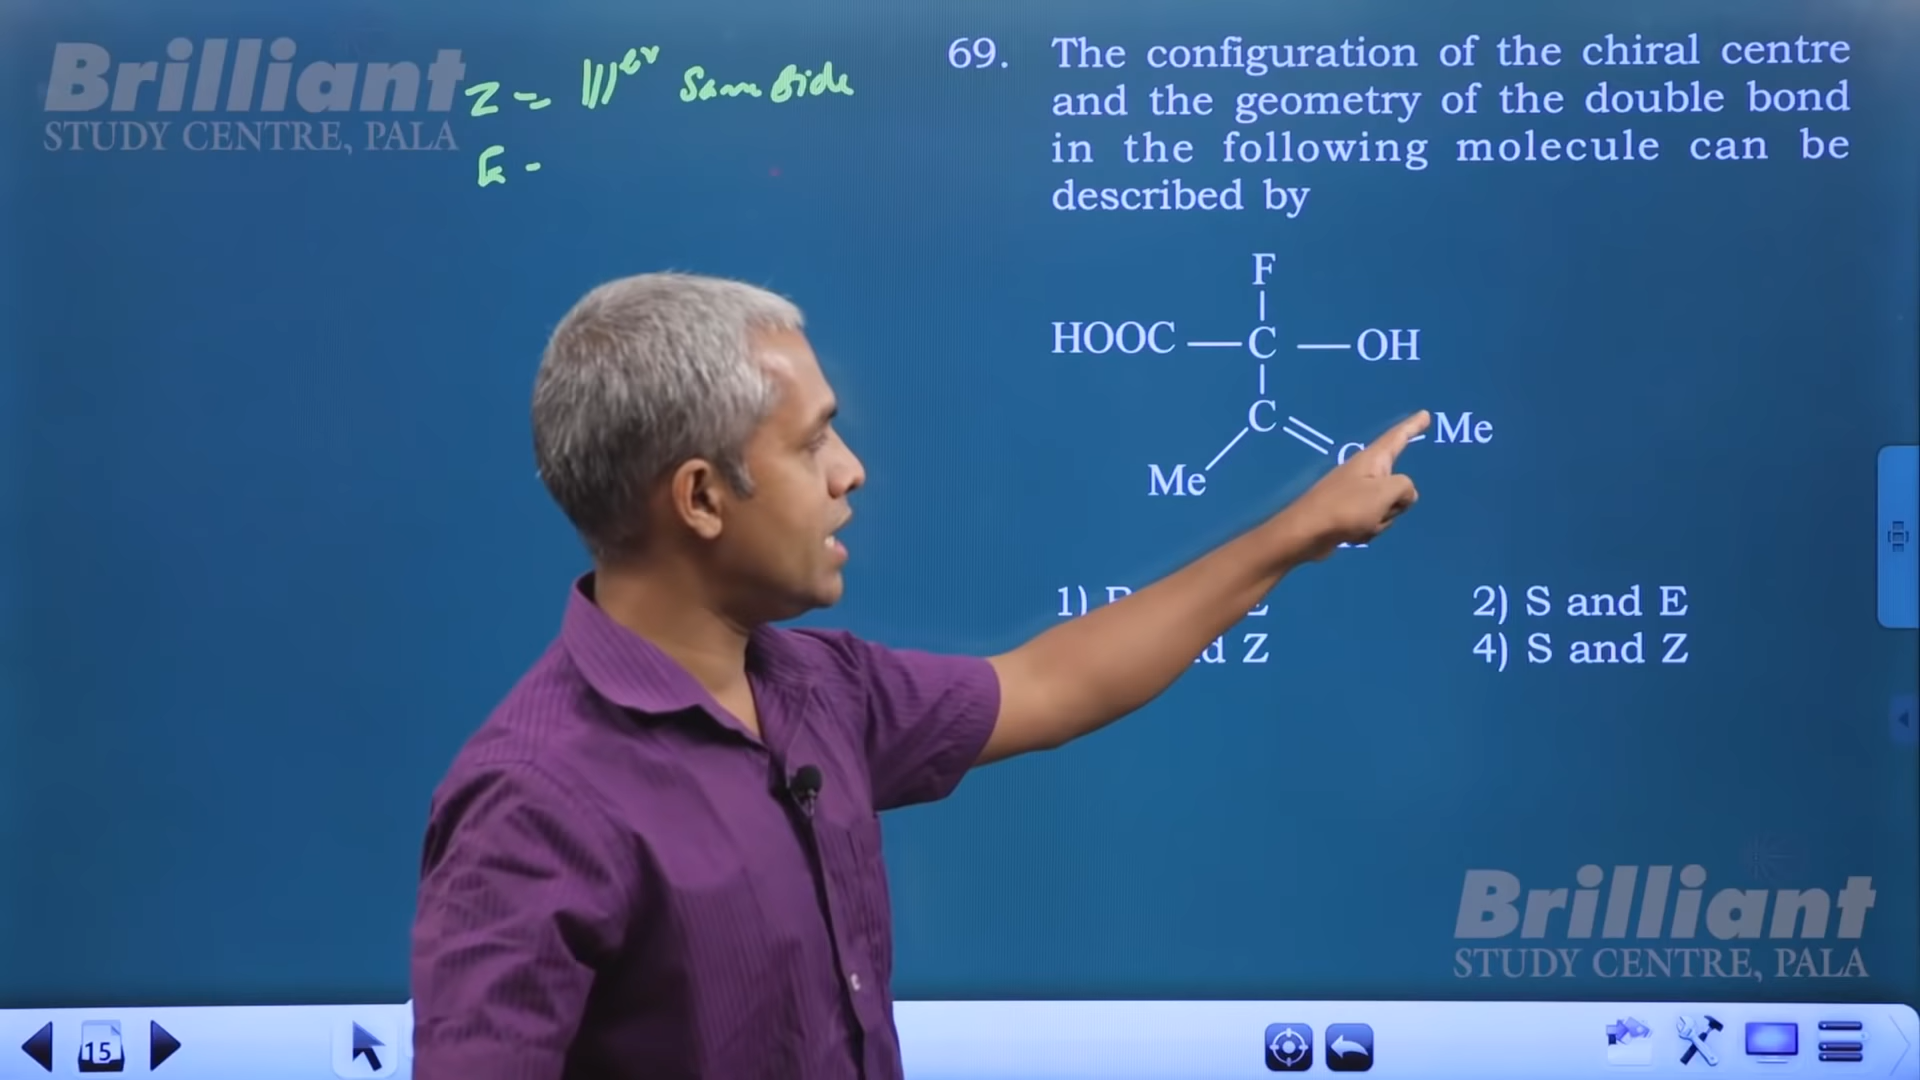 Brilliant
STUDY CENTRE, PALA
Z = same side
E -
69. The configuration of the chiral centre
and the geometry of the double bond
in the following molecule can be
described by
F
HOOC — C — OH
C
Me
C
Me
1)
2) S and E
Z
4) S and Z
Brilliant
STUDY CENTRE, PALA
15